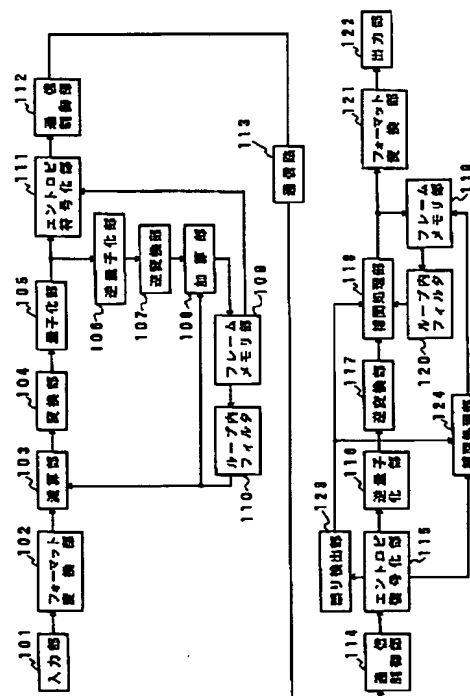 101
入力部
102
フォーマット
変換部
103
減算部
104
変換部
105
量子化部
106
逆量子化部
107
逆変換部
108
加算部
109
フレーム
メモリ部
110
ループ内
フィルタ
111
エントロピ
符号化部
112
通信
制御部
113
通信路
114
通信
制御部
115
エントロピ
復号化部
116
逆量子
化部
117
逆変換部
118
補間処理部
119
フレーム
メモリ部
120
ループ内
フィルタ
121
フォーマット
変換部
122
出力部
123
誤り検出部
124
補間処理部